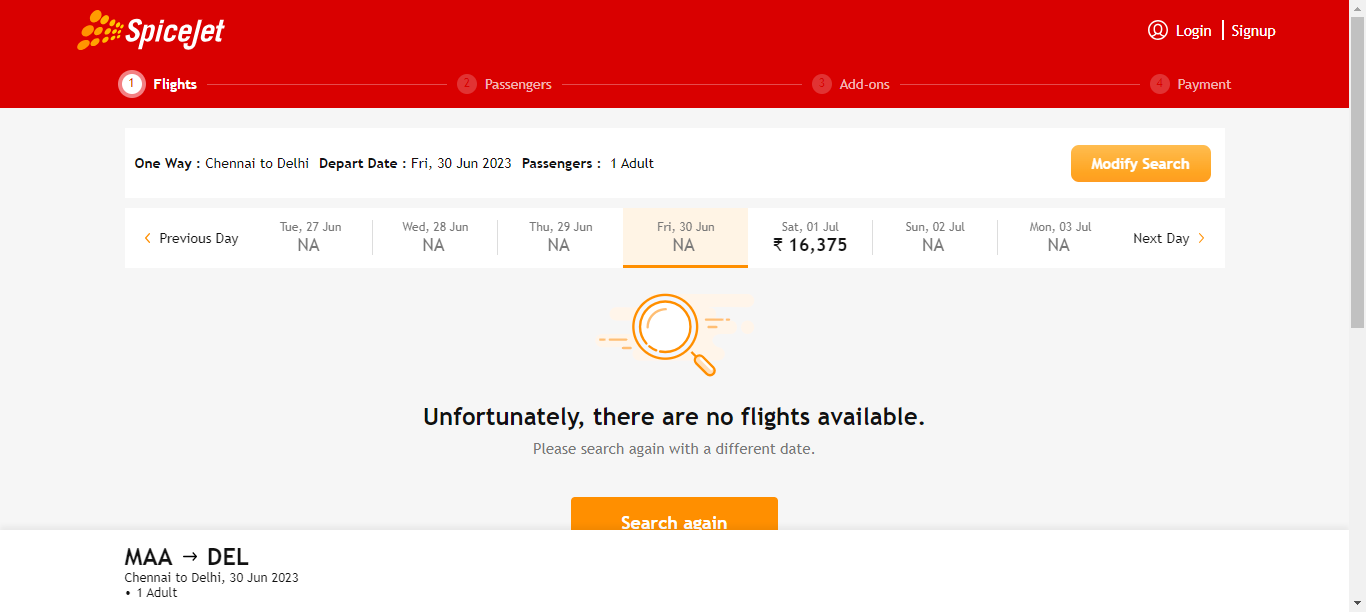 SpiceJet
Login Signup
1 Flights 2 Passengers 3 Add-ons 4 Payment
One Way : Chennai to Delhi Depart Date : Fri, 30 Jun 2023 Passengers : 1 Adult Modify Search
Tue, 27 Jun Wed, 28 Jun Thu, 29 Jun Fri, 30 Jun Sat, 01 Jul Sun, 02 Jul Mon, 03 Jul
Previous Day NA NA NA NA ₹ 16,375 NA NA Next Day
Unfortunately, there are no flights available.
Please search again with a different date.
Search again
MAA → DEL
Chennai to Delhi, 30 Jun 2023
• 1 Adult